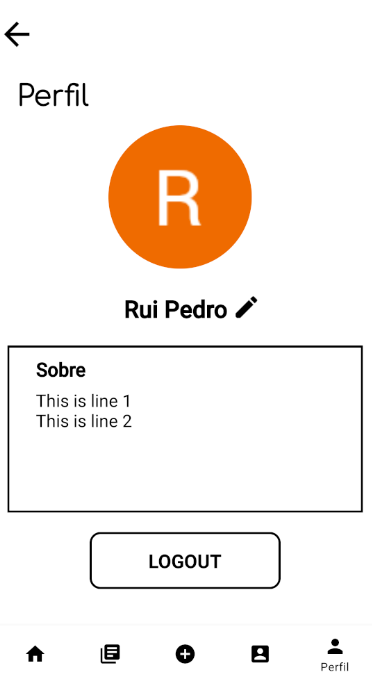 Perfil
R
Rui Pedro
Sobre
This is line 1
This is line 2
LOGOUT
Perfil